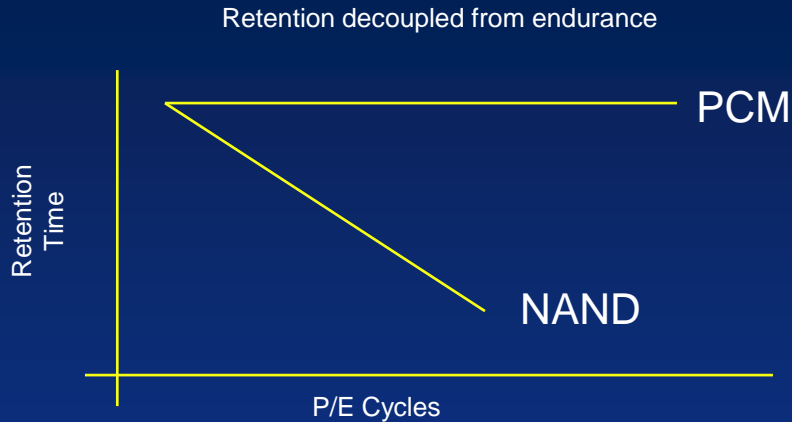 Retention decoupled from endurance
PCM
Retention
Time
NAND
P/E Cycles